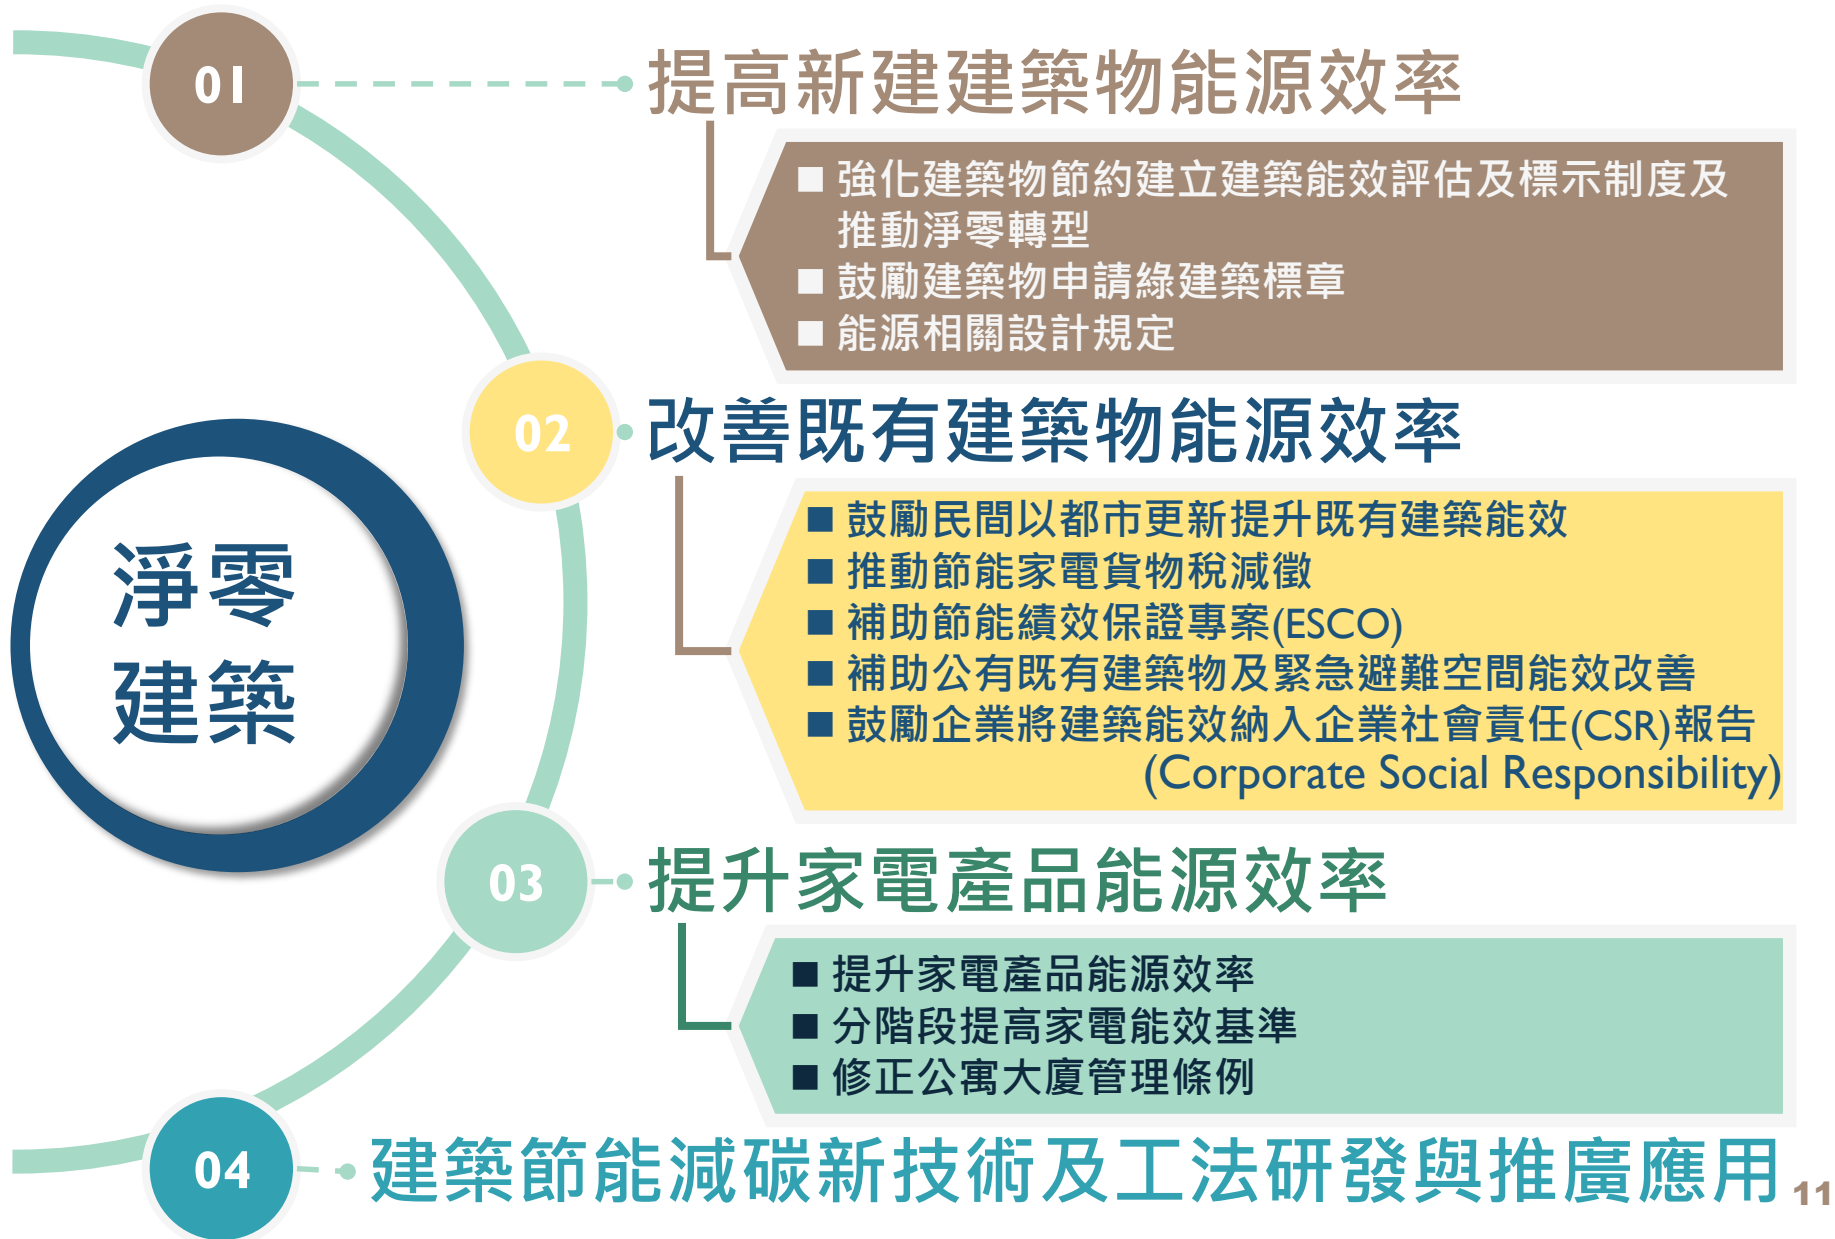 01
提高新建建築物能源效率
強化建築物節約建立建築能效評估及標示制度及
推動淨零轉型
鼓勵建築物申請綠建築標章
能源相關設計規定
02
改善既有建築物能源效率
鼓勵民間以都市更新提升既有建築能效
推動節能家電貨物稅減徵
補助節能績效保證專案(ESCO)
補助公有既有建築物及緊急避難空間能效改善
鼓勵企業將建築能效納入企業社會責任(CSR)報告
(Corporate Social Responsibility)
淨零
建築
03
提升家電產品能源效率
提升家電產品能源效率
分階段提高家電能效基準
修正公寓大廈管理條例
04
建築節能減碳新技術及工法研發與推廣應用
11